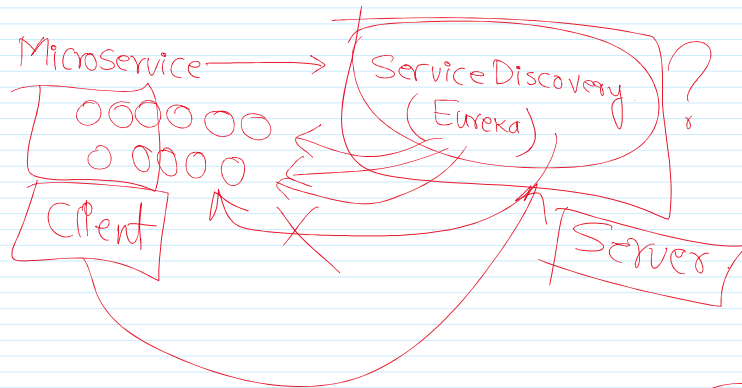 Microservice
Service Discovery
(Eureka)
?
Client
Server